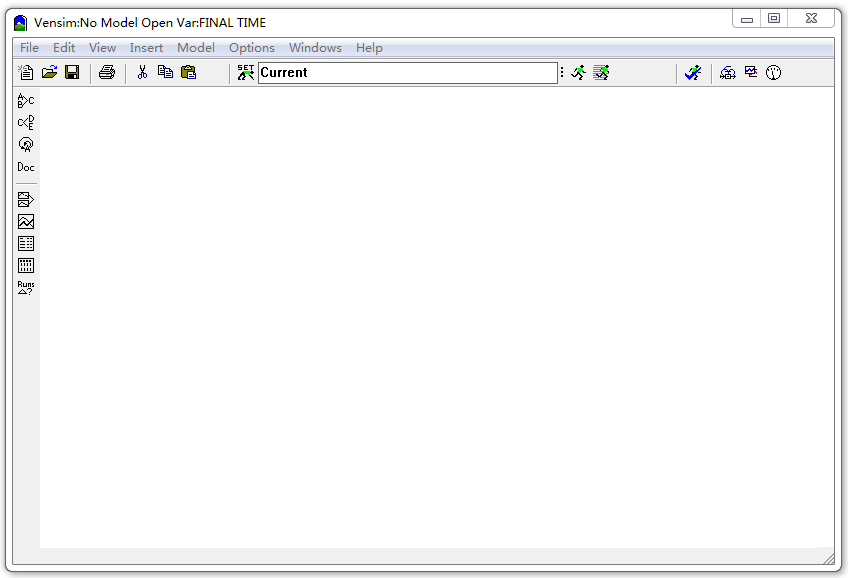 Vensim:No Model Open Var:FINAL TIME
File Edit View Insert Model Options Windows Help
SET Current
A B C
C D E
Doc
Runs
?